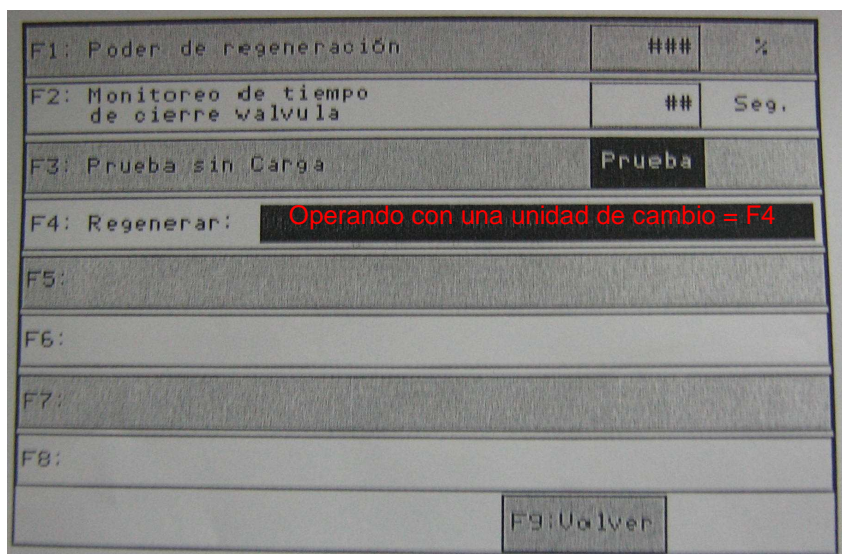 F1: Poder de regeneración ### %
F2: Monitoreo de tiempo
de cierre valvula ## Seg.
F3: Prueba sin Carga Prueba
F4: Regenerar: Operando con una unidad de cambio = F4
F5:
F6:
F7:
F8:
F9:Volver